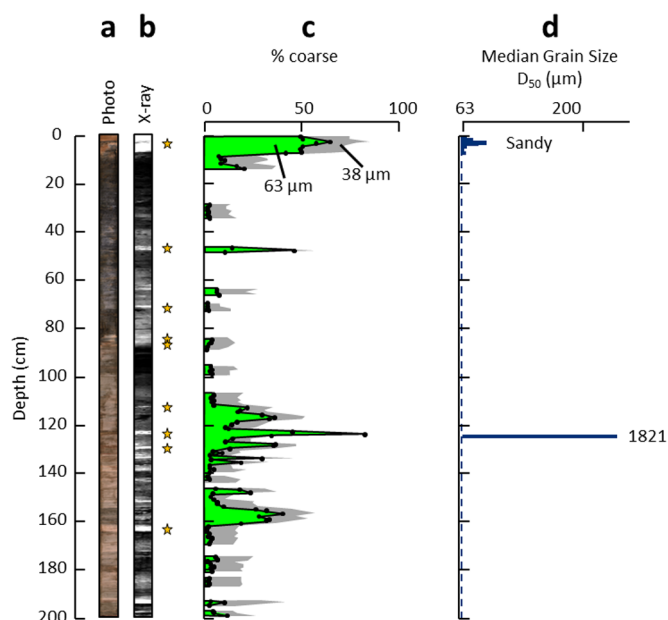 a b c d
% coarse
Median Grain Size
D50 (µm)
Photo
X-ray
0 50 100
63 200
0
20
40
60
80
100
120
140
160
180
200
Depth (cm)
63 µm
38 µm
Sandy
1821